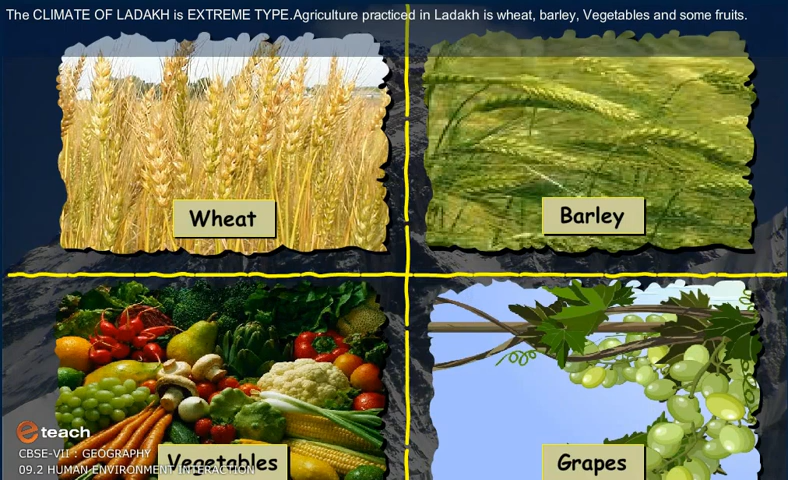 The CLIMATE OF LADAKH is EXTREME TYPE.Agriculture practiced in Ladakh is wheat, barley, Vegetables and some fruits.
Wheat
Barley
Vegetables
Grapes
eteach
CBSE-VII : GEOGRAPHY
09.2 HUMAN ENVIRONMENT INTERACTION